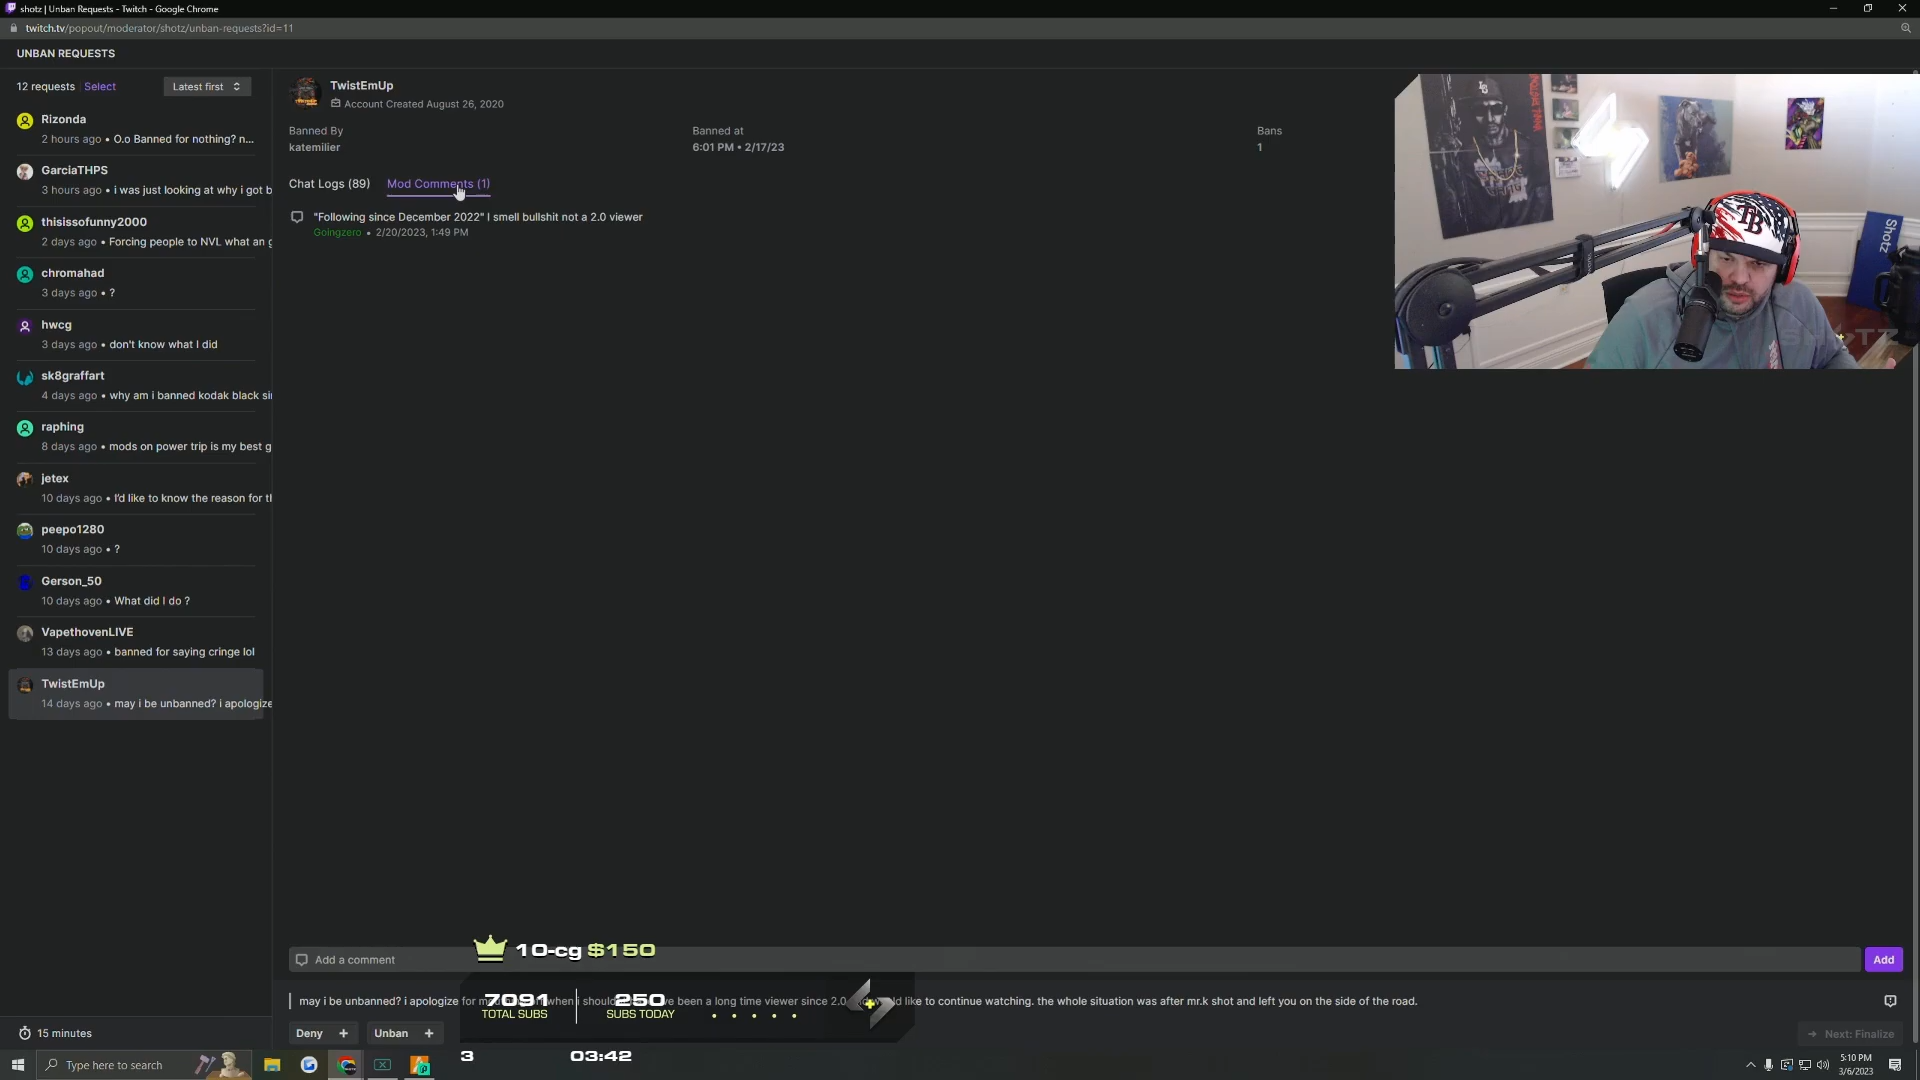 shotz | Unban Requests - Twitch - Google Chrome
twitch.tv/popout/moderator/shotz/unban-requests?id=11
UNBAN REQUESTS
12 requests Select Latest first
Rizonda
2 hours ago • O.o Banned for nothing? n...
GarciaTHPS
3 hours ago • i was just looking at why i got b
thisissofunny2000
2 days ago • Forcing people to NVL what an g
chromahad
3 days ago • ?
hwcg
3 days ago • don't know what I did
sk8graffart
4 days ago • why am i banned kodak black si
raphing
8 days ago • mods on power trip is my best g
jetex
10 days ago • I'd like to know the reason for th
peepo1280
10 days ago • ?
Gerson_50
10 days ago • What did I do ?
VapethovenLIVE
13 days ago • banned for saying cringe lol
TwistEmUp
14 days ago • may i be unbanned? i apologize
15 minutes
TwistEmUp
Account Created August 26, 2020
Banned By
katemilier
Banned at
6:01 PM • 2/17/23
Bans
1
Chat Logs (89) Mod Comments (1)
"Following since December 2022" I smell bullshit not a 2.0 viewer
Goingzero • 2/20/2023, 1:49 PM
Shotz
SHOTZ
Add a comment
Add
10-cg $150
may i be unbanned? i apologize for when i should ve been a long time viewer since 2.0 like to continue watching. the whole situation was after mr.k shot and left you on the side of the road.
7091 TOTAL SUBS
250 SUBS TODAY
Deny + Unban +
Next: Finalize
3 03:42
Type here to search
5:10 PM
3/6/2023